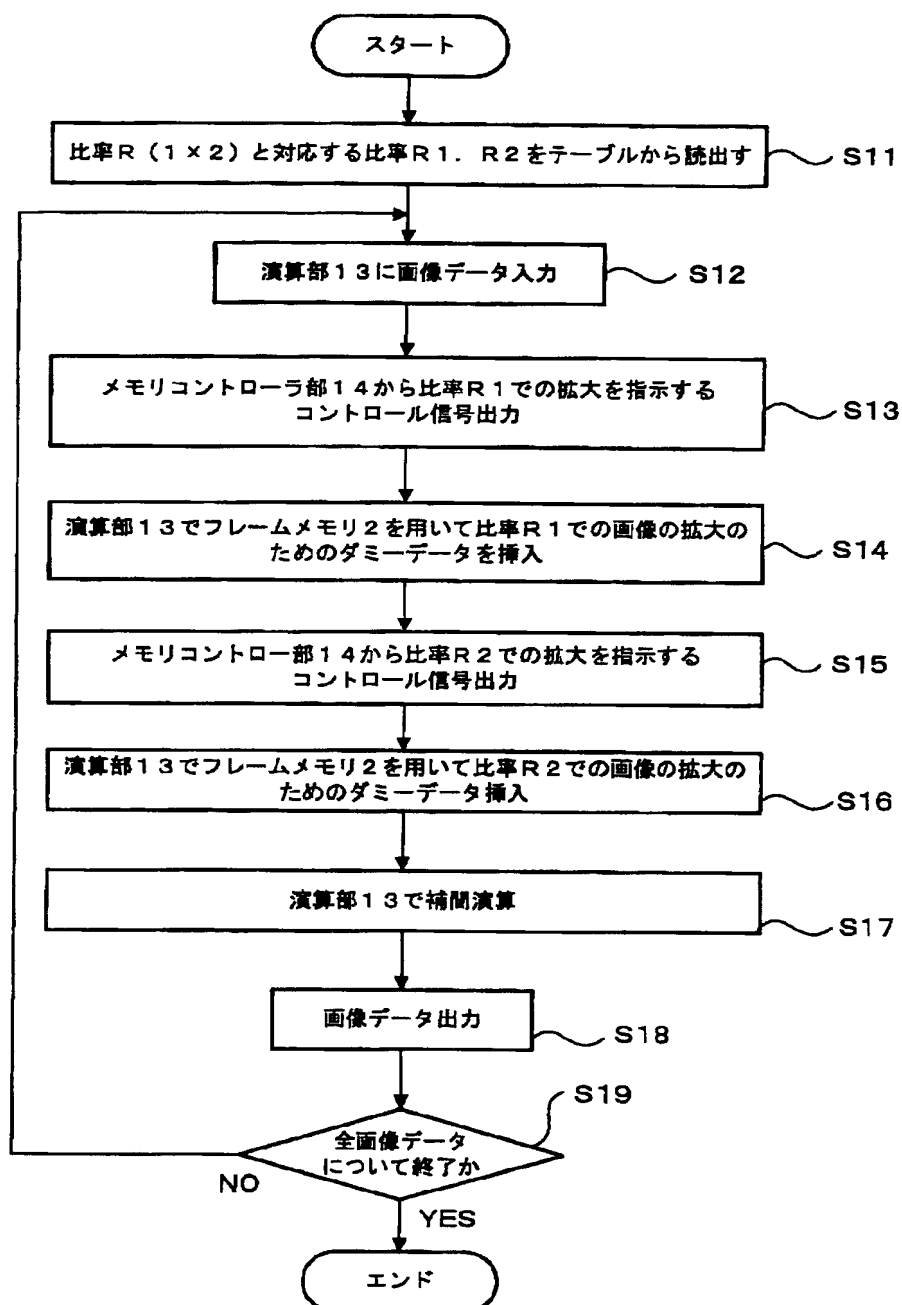 スタート
比率R(1×2)と対応する比率R1．R2をテーブルから読出す
S11
演算部13に画像データ入力
S12
メモリコントローラ部14から比率R1での拡大を指示する
コントロール信号出力
S13
演算部13でフレームメモリ2を用いて比率R1での画像の拡大の
ためのダミーデータを挿入
S14
メモリコントロー部14から比率R2での拡大を指示する
コントロール信号出力
S15
演算部13でフレームメモリ2を用いて比率R2での画像の拡大の
ためのダミーデータ挿入
S16
演算部13で補間演算
S17
画像データ出力
S18
S19
全画像データ
について終了か
NO
YES
エンド